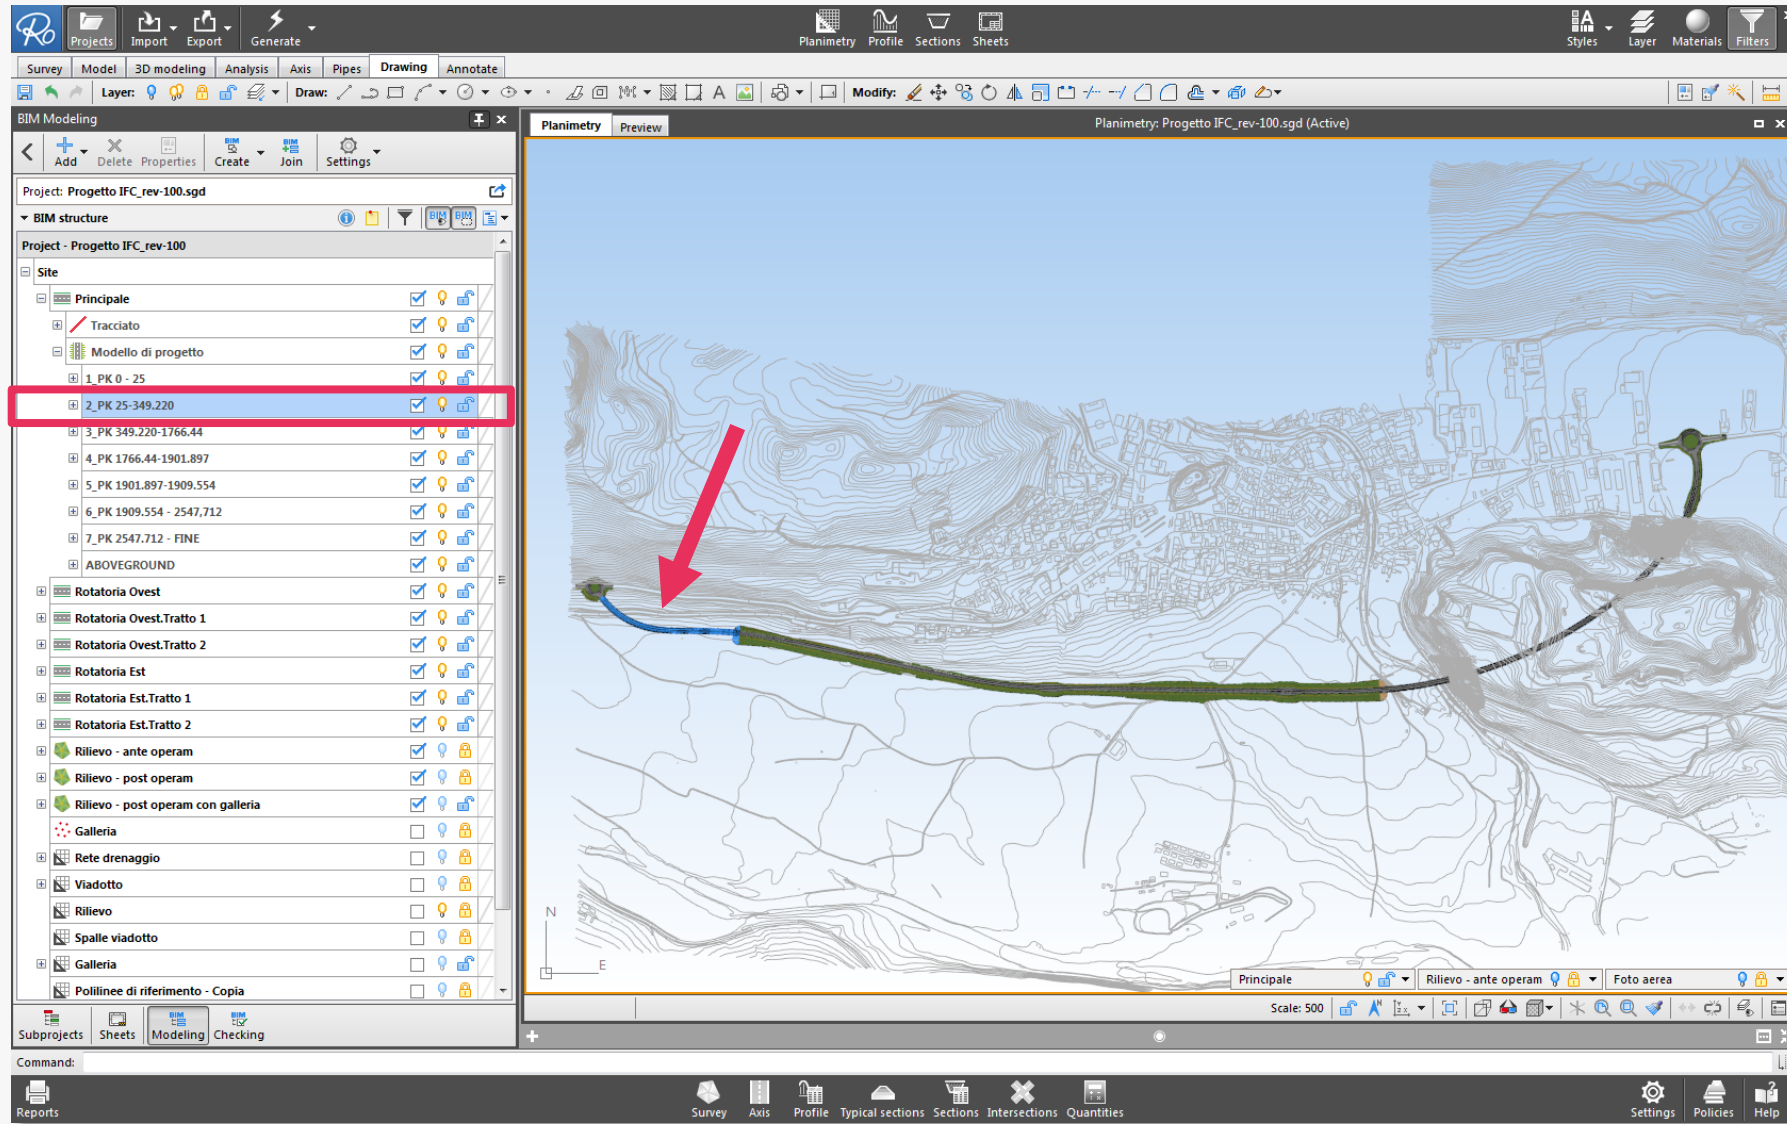 Ro
Projects Import Export Generate
Planimetry Profile Sections Sheets
Styles Layer Materials Filters
Survey Model 3D modeling Analysis Axis Pipes Drawing Annotate
Layer: Draw: Modify:
BIM Modeling
Add Delete Properties Create Join Settings
Project: Progetto IFC_rev-100.sgd
BIM structure
Project - Progetto IFC_rev-100
Site
Principale
Tracciato
Modello di progetto
1_PK 0 - 25
2_PK 25-349.220
3_PK 349.220-1766.44
4_PK 1766.44-1901.897
5_PK 1901.897-1909.554
6_PK 1909.554 - 2547,712
7_PK 2547.712 - FINE
ABOVEGROUND
Rotatoria Ovest
Rotatoria Ovest.Tratto 1
Rotatoria Ovest.Tratto 2
Rotatoria Est
Rotatoria Est.Tratto 1
Rotatoria Est.Tratto 2
Rilievo - ante operam
Rilievo - post operam
Rilievo - post operam con galleria
Galleria
Rete drenaggio
Viadotto
Rilievo
Spalle viadotto
Galleria
Polilinee di riferimento - Copia
Subprojects Sheets Modeling Checking
Planimetry Preview
Planimetry: Progetto IFC_rev-100.sgd (Active)
N
E
Principale Rilievo - ante operam Foto aerea
Scale: 500
Command:
Reports
Survey Axis Profile Typical sections Sections Intersections Quantities
Settings Policies Help